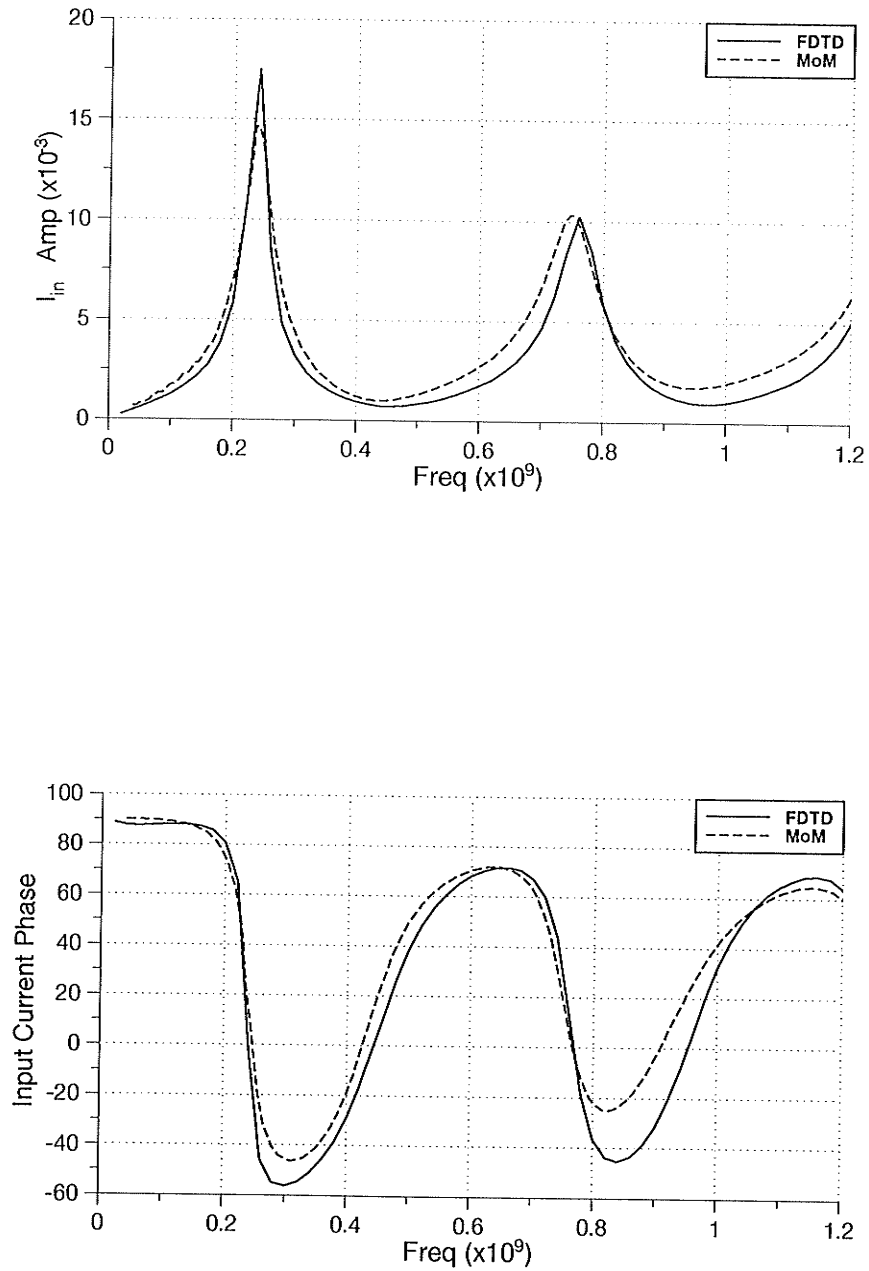 20
15
10
5
0
I_in Amp (x10^-3)
FDTD
MoM
0 0.2 0.4 0.6 0.8 1 1.2
Freq (x10^9)
100
80
60
40
20
0
-20
-40
-60
Input Current Phase
FDTD
MoM
0 0.2 0.4 0.6 0.8 1 1.2
Freq (x10^9)